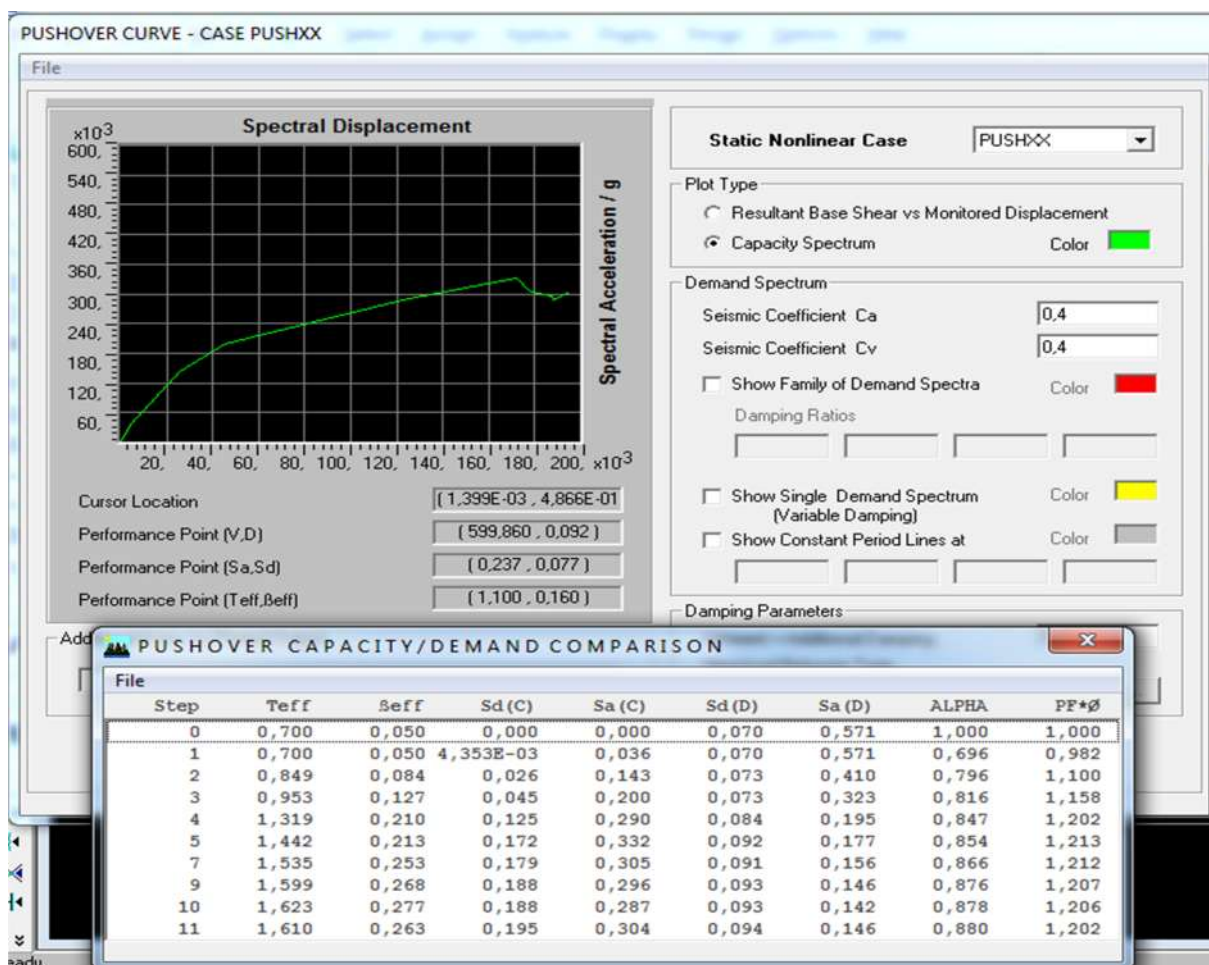 PUSHOVER CURVE - CASE PUSHXX
File
Spectral Displacement
x10 3
600,
540,
480,
420,
360,
300,
240,
180,
120,
60,
20, 40, 60, 80, 100, 120, 140, 160, 180, 200, x10 3
Spectral Acceleration / g
Cursor Location (1,399E-03 , 4,866E-01
Performance Point (V,D) ( 599,860 , 0,092 )
Performance Point (Sa,Sd) ( 0,237 , 0,077 )
Performance Point (Teff,ßeff) ( 1,100 , 0,160 )
Add
Static Nonlinear Case PUSHXX
Plot Type
Resultant Base Shear vs Monitored Displacement
Capacity Spectrum Color
Demand Spectrum
Seismic Coefficient Ca 0,4
Seismic Coefficient Cv 0,4
Show Family of Demand Spectra Color
Damping Ratios
Show Single Demand Spectrum Color
(Variable Damping)
Show Constant Period Lines at Color
Damping Parameters
PUSHOVER CAPACITY/DEMAND COMPARISON
File
Step Teff ßeff Sd(C) Sa(C) Sd(D) Sa(D) ALPHA PF*Ø
0 0,700 0,050 0,000 0,000 0,070 0,571 1,000 1,000
1 0,700 0,050 4,353E-03 0,036 0,070 0,571 0,696 0,982
2 0,849 0,084 0,026 0,143 0,073 0,410 0,796 1,100
3 0,953 0,127 0,045 0,200 0,073 0,323 0,816 1,158
4 1,319 0,210 0,125 0,290 0,084 0,195 0,847 1,202
5 1,442 0,213 0,172 0,332 0,092 0,177 0,854 1,213
7 1,535 0,253 0,179 0,305 0,091 0,156 0,866 1,212
9 1,599 0,268 0,188 0,296 0,093 0,146 0,876 1,207
10 1,623 0,277 0,188 0,287 0,093 0,142 0,878 1,206
11 1,610 0,263 0,195 0,304 0,094 0,146 0,880 1,202